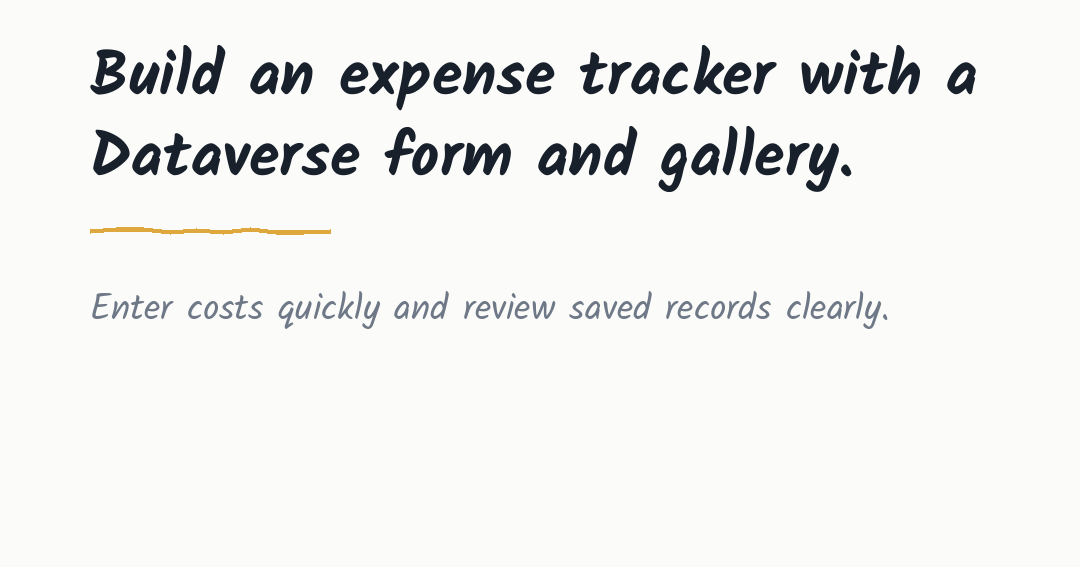 Build an expense tracker with a
Dataverse form and gallery.
Enter costs quickly and review saved records clearly.